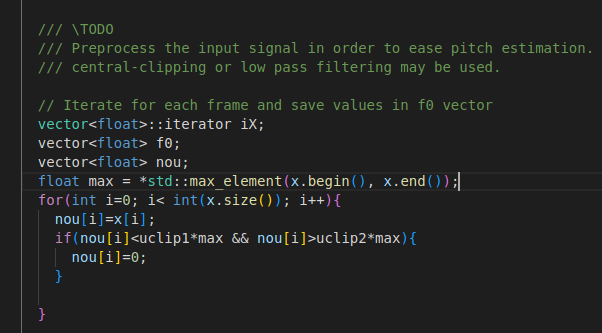 /// \TODO
/// Preprocess the input signal in order to ease pitch estimation.
/// central-clipping or low pass filtering may be used.
// Iterate for each frame and save values in f0 vector
vector<float>::iterator iX;
vector<float> f0;
vector<float> nou;
float max = *std::max_element(x.begin(), x.end());
for(int i=0; i< int(x.size()); i++){
nou[i]=x[i];
if(nou[i]<uclip1*max && nou[i]>uclip2*max){
nou[i]=0;
}
}